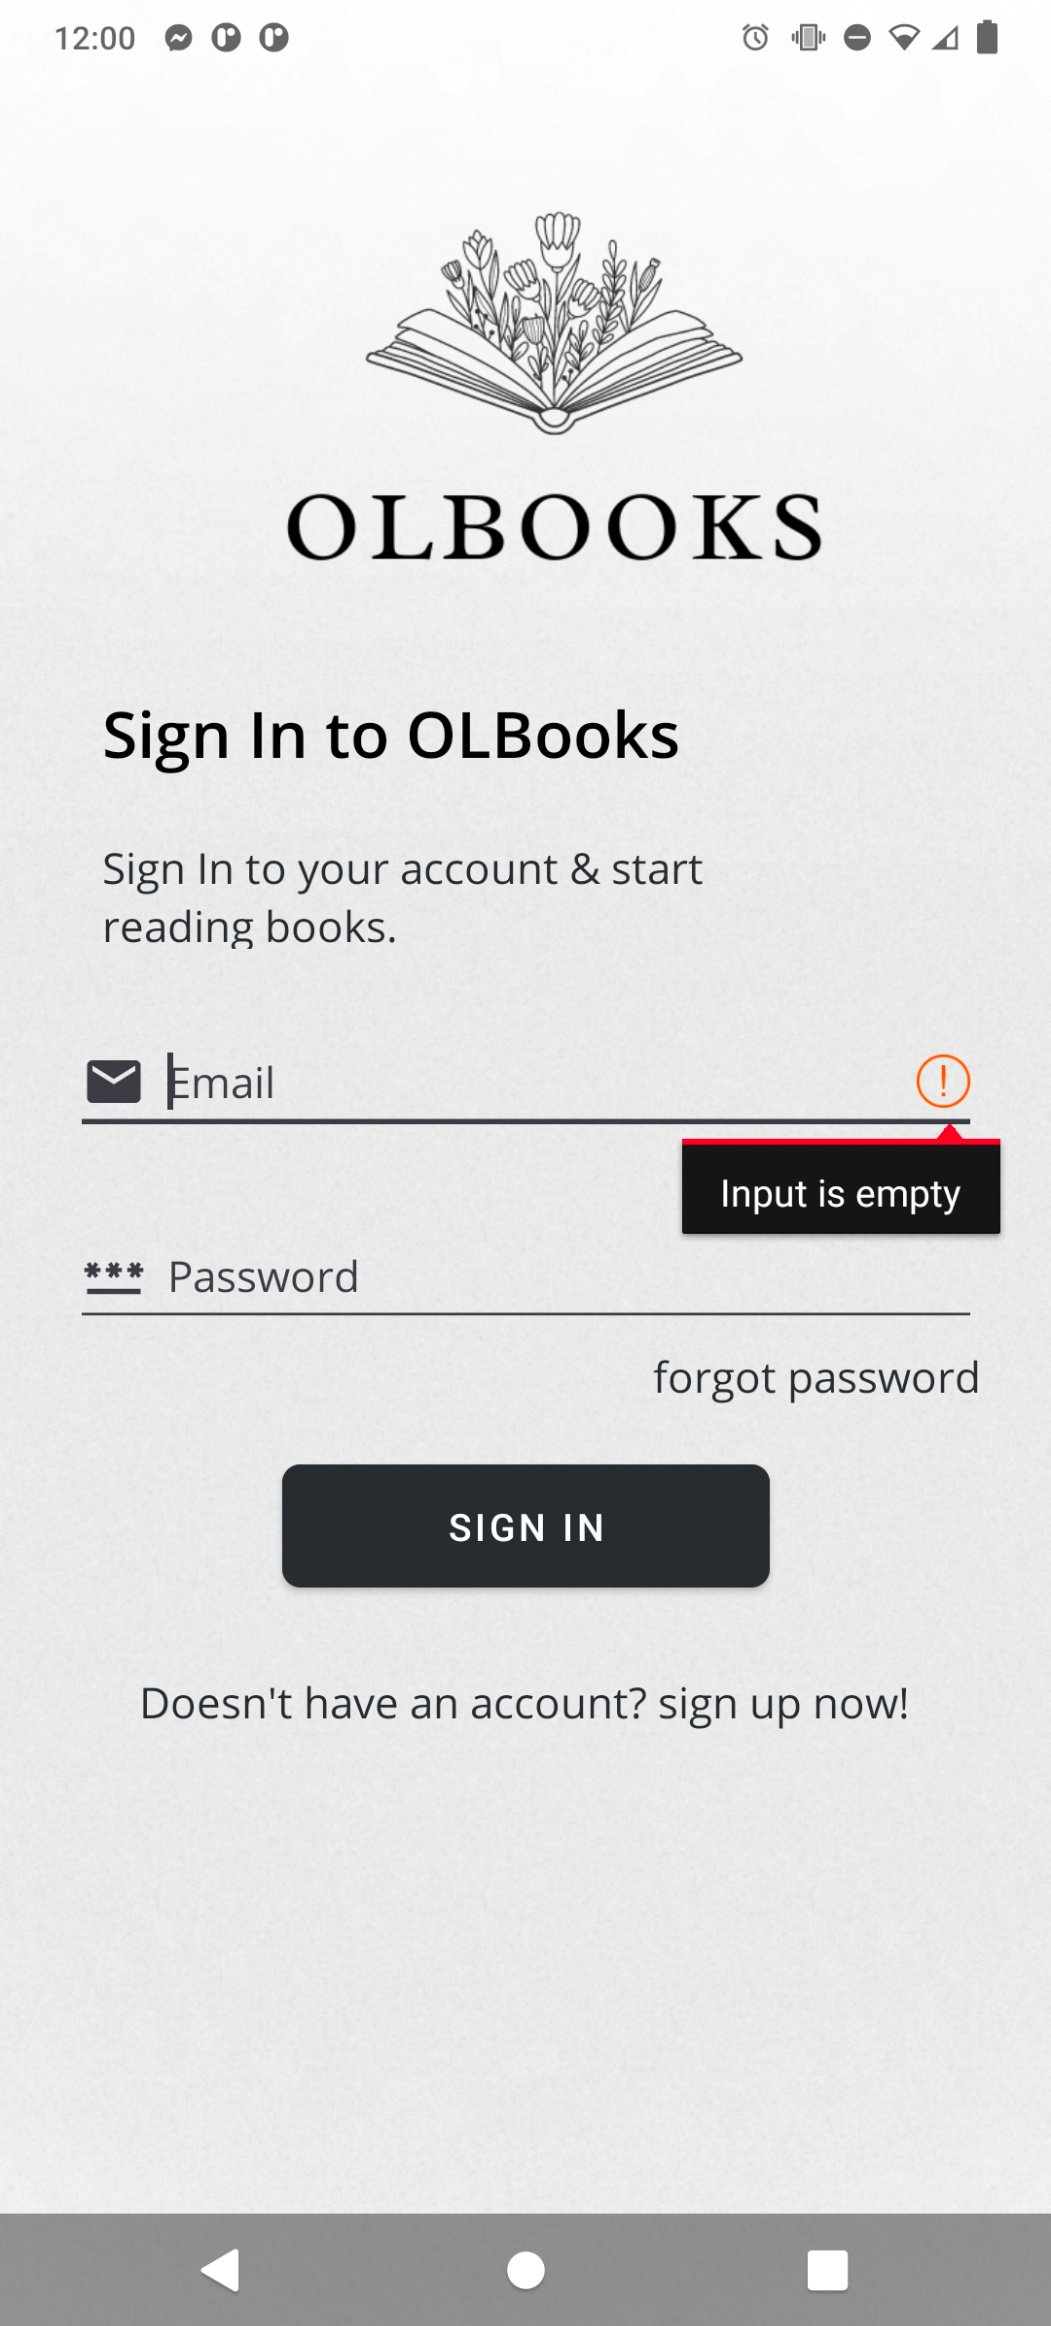 12:00
OLBOOKS
Sign In to OLBooks
Sign In to your account & start
reading books.
Email
Input is empty
Password
forgot password
SIGN IN
Doesn't have an account? sign up now!